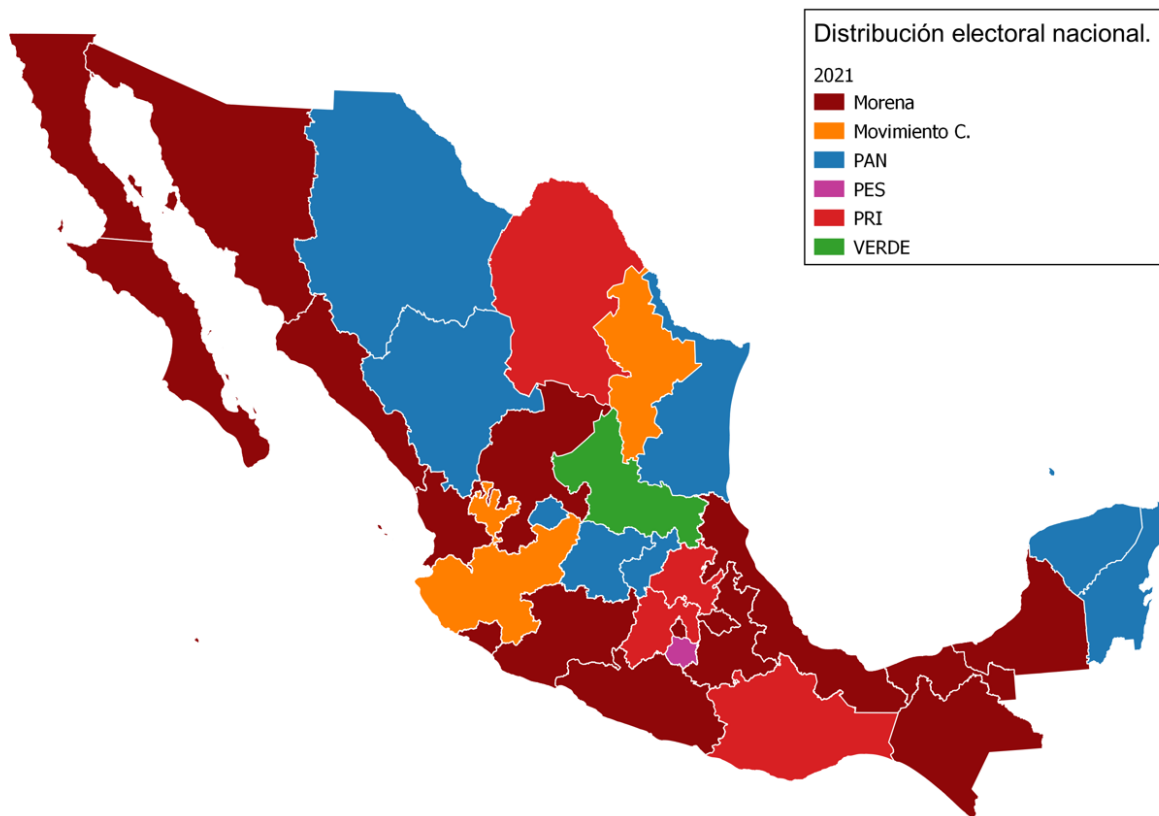 Distribución electoral nacional.
2021
Morena
Movimiento C.
PAN
PES
PRI
VERDE